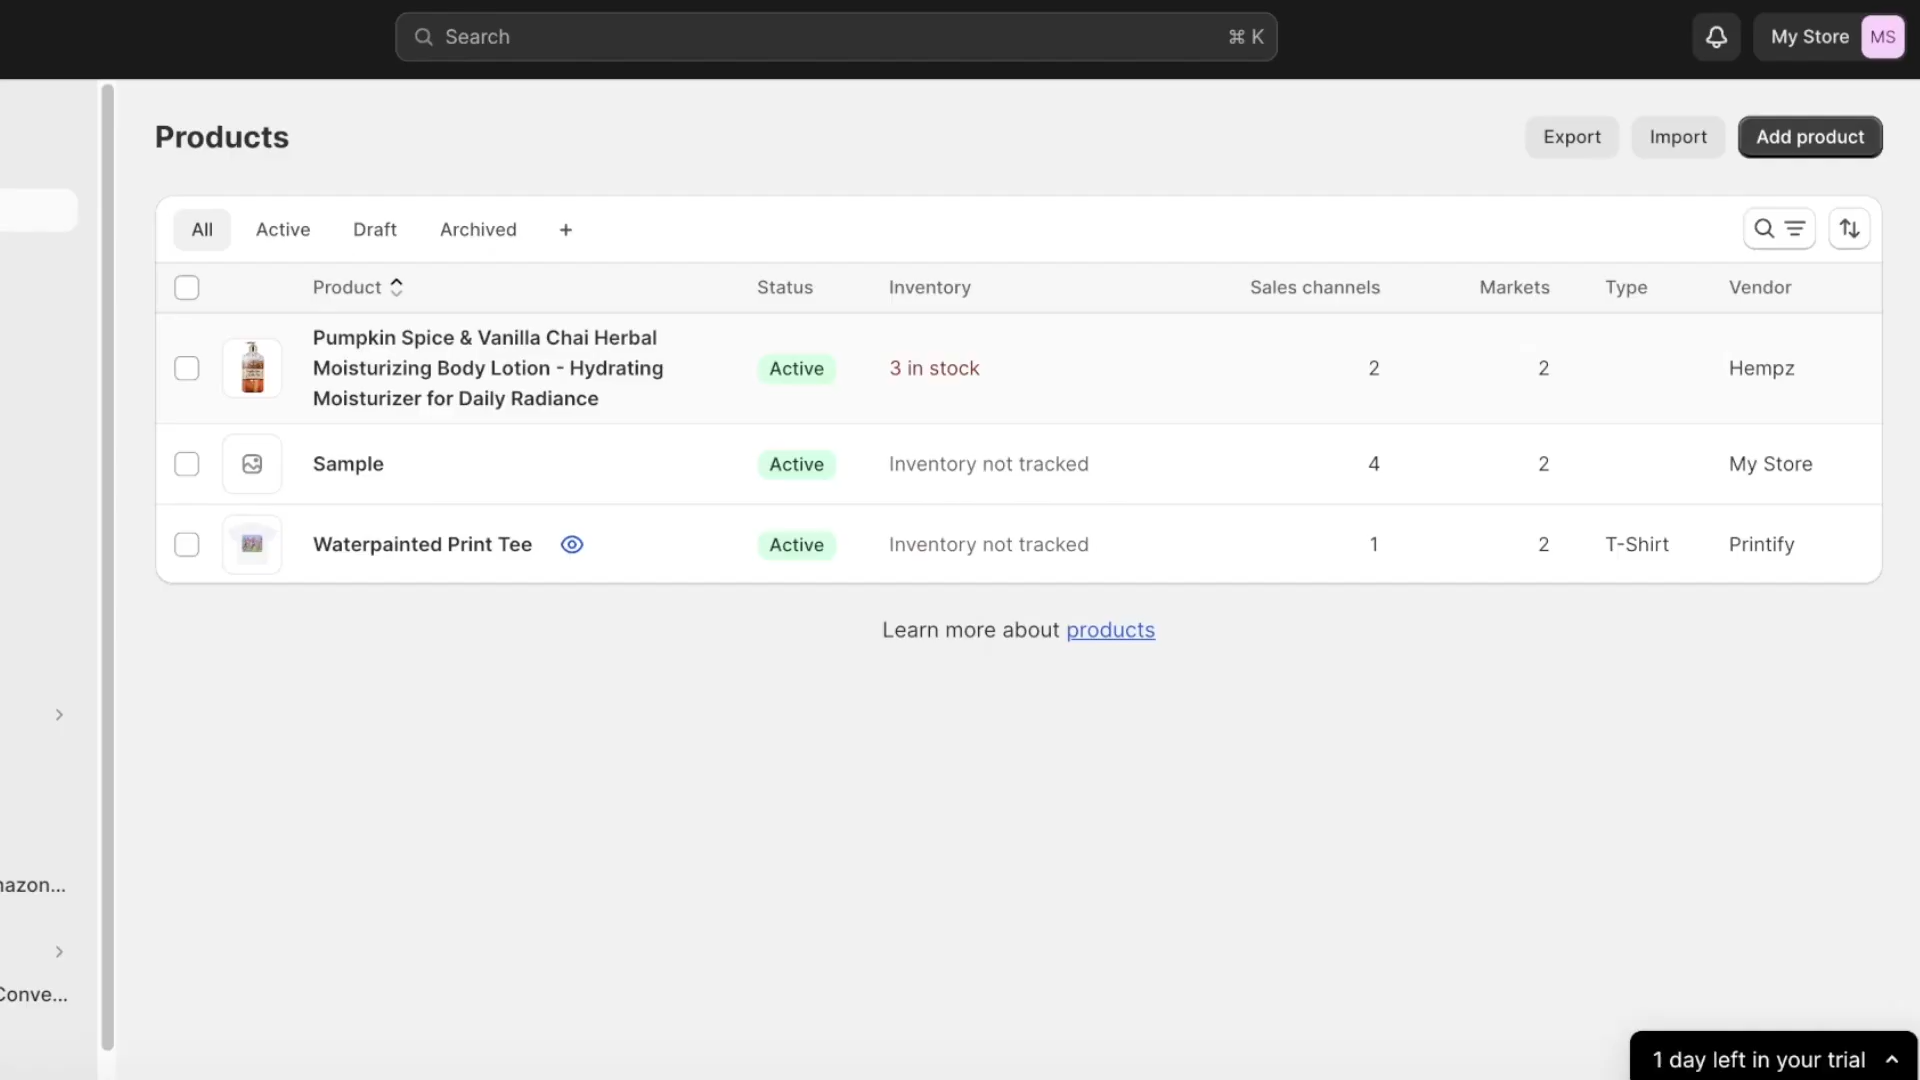 Search
⌘ K
My Store
MS
Products
Export
Import
Add product
All
Active
Draft
Archived
+
Product
Status
Inventory
Sales channels
Markets
Type
Vendor
Pumpkin Spice & Vanilla Chai Herbal
Moisturizing Body Lotion - Hydrating
Moisturizer for Daily Radiance
Active
3 in stock
2
2
Hempz
Sample
Active
Inventory not tracked
4
2
My Store
Waterpainted Print Tee
Active
Inventory not tracked
1
2
T-Shirt
Printify
Learn more about products
nazon...
Conve...
1 day left in your trial